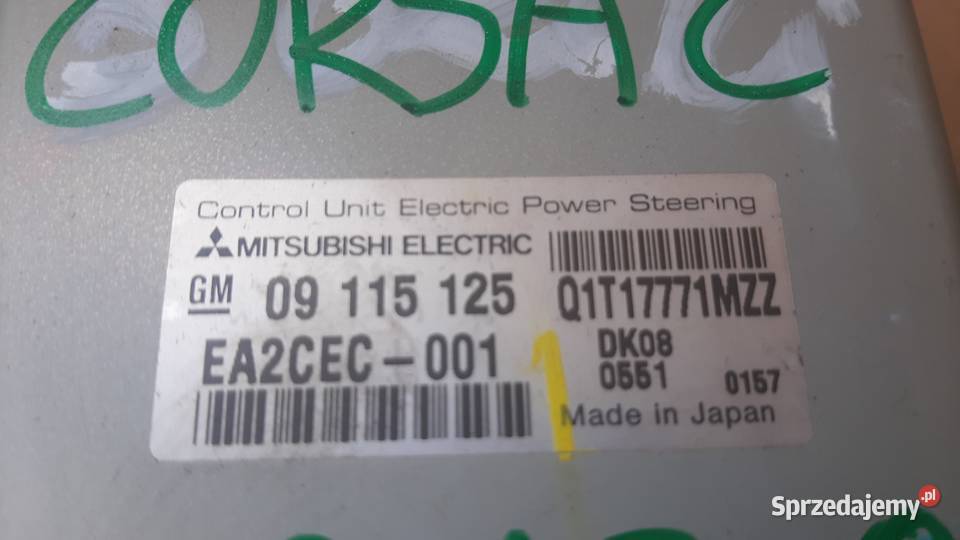 CORSA C
Control Unit Electric Power Steering
MITSUBISHI ELECTRIC
GM 09 115 125 Q1T17771MZZ
EA2CEC-001 DK08
0551 0157
1
Made in Japan
Sprzedajemy.pl